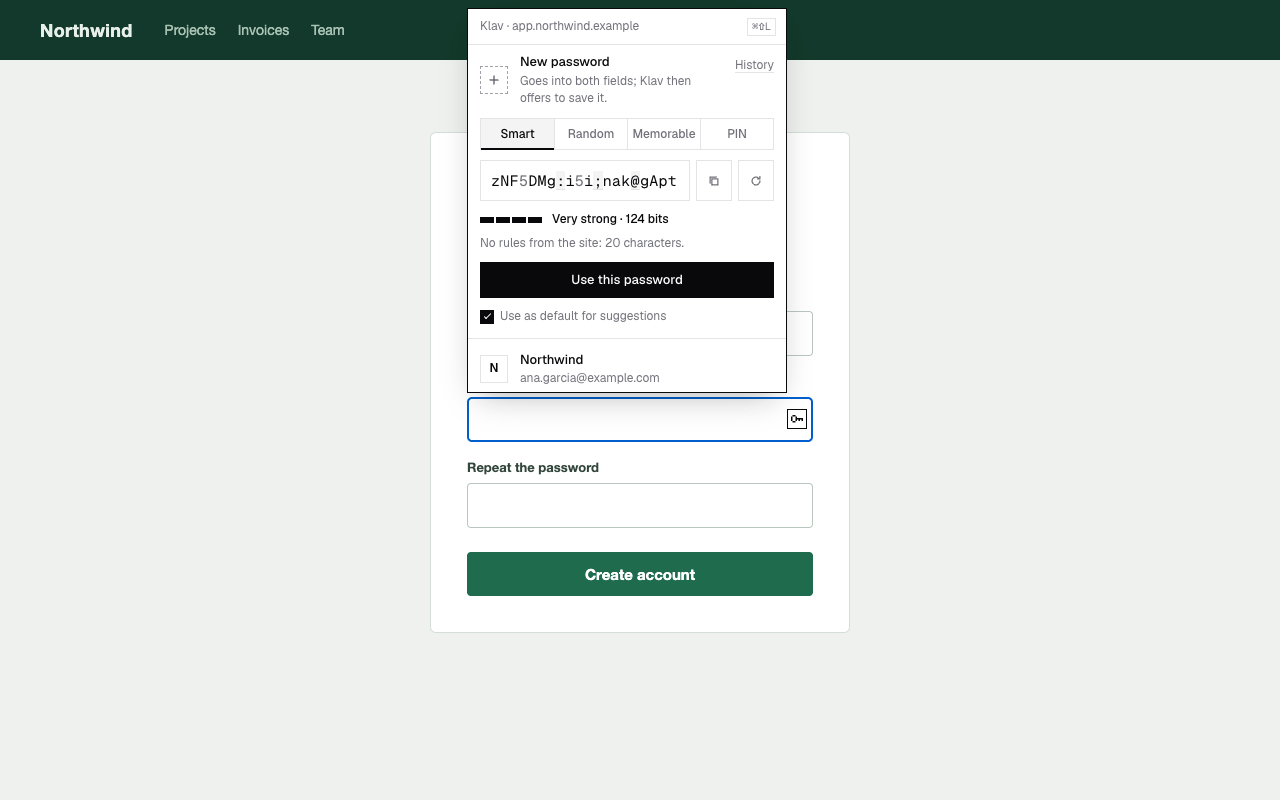 Northwind
Projects
Invoices
Team
Klav · app.northwind.example
⌘⇧L
New password
Goes into both fields; Klav then
offers to save it.
History
Smart
Random
Memorable
PIN
zNF5DMg:i5i;nak@gApt
Very strong · 124 bits
No rules from the site: 20 characters.
Use this password
Use as default for suggestions
N
Northwind
ana.garcia@example.com
Repeat the password
Create account